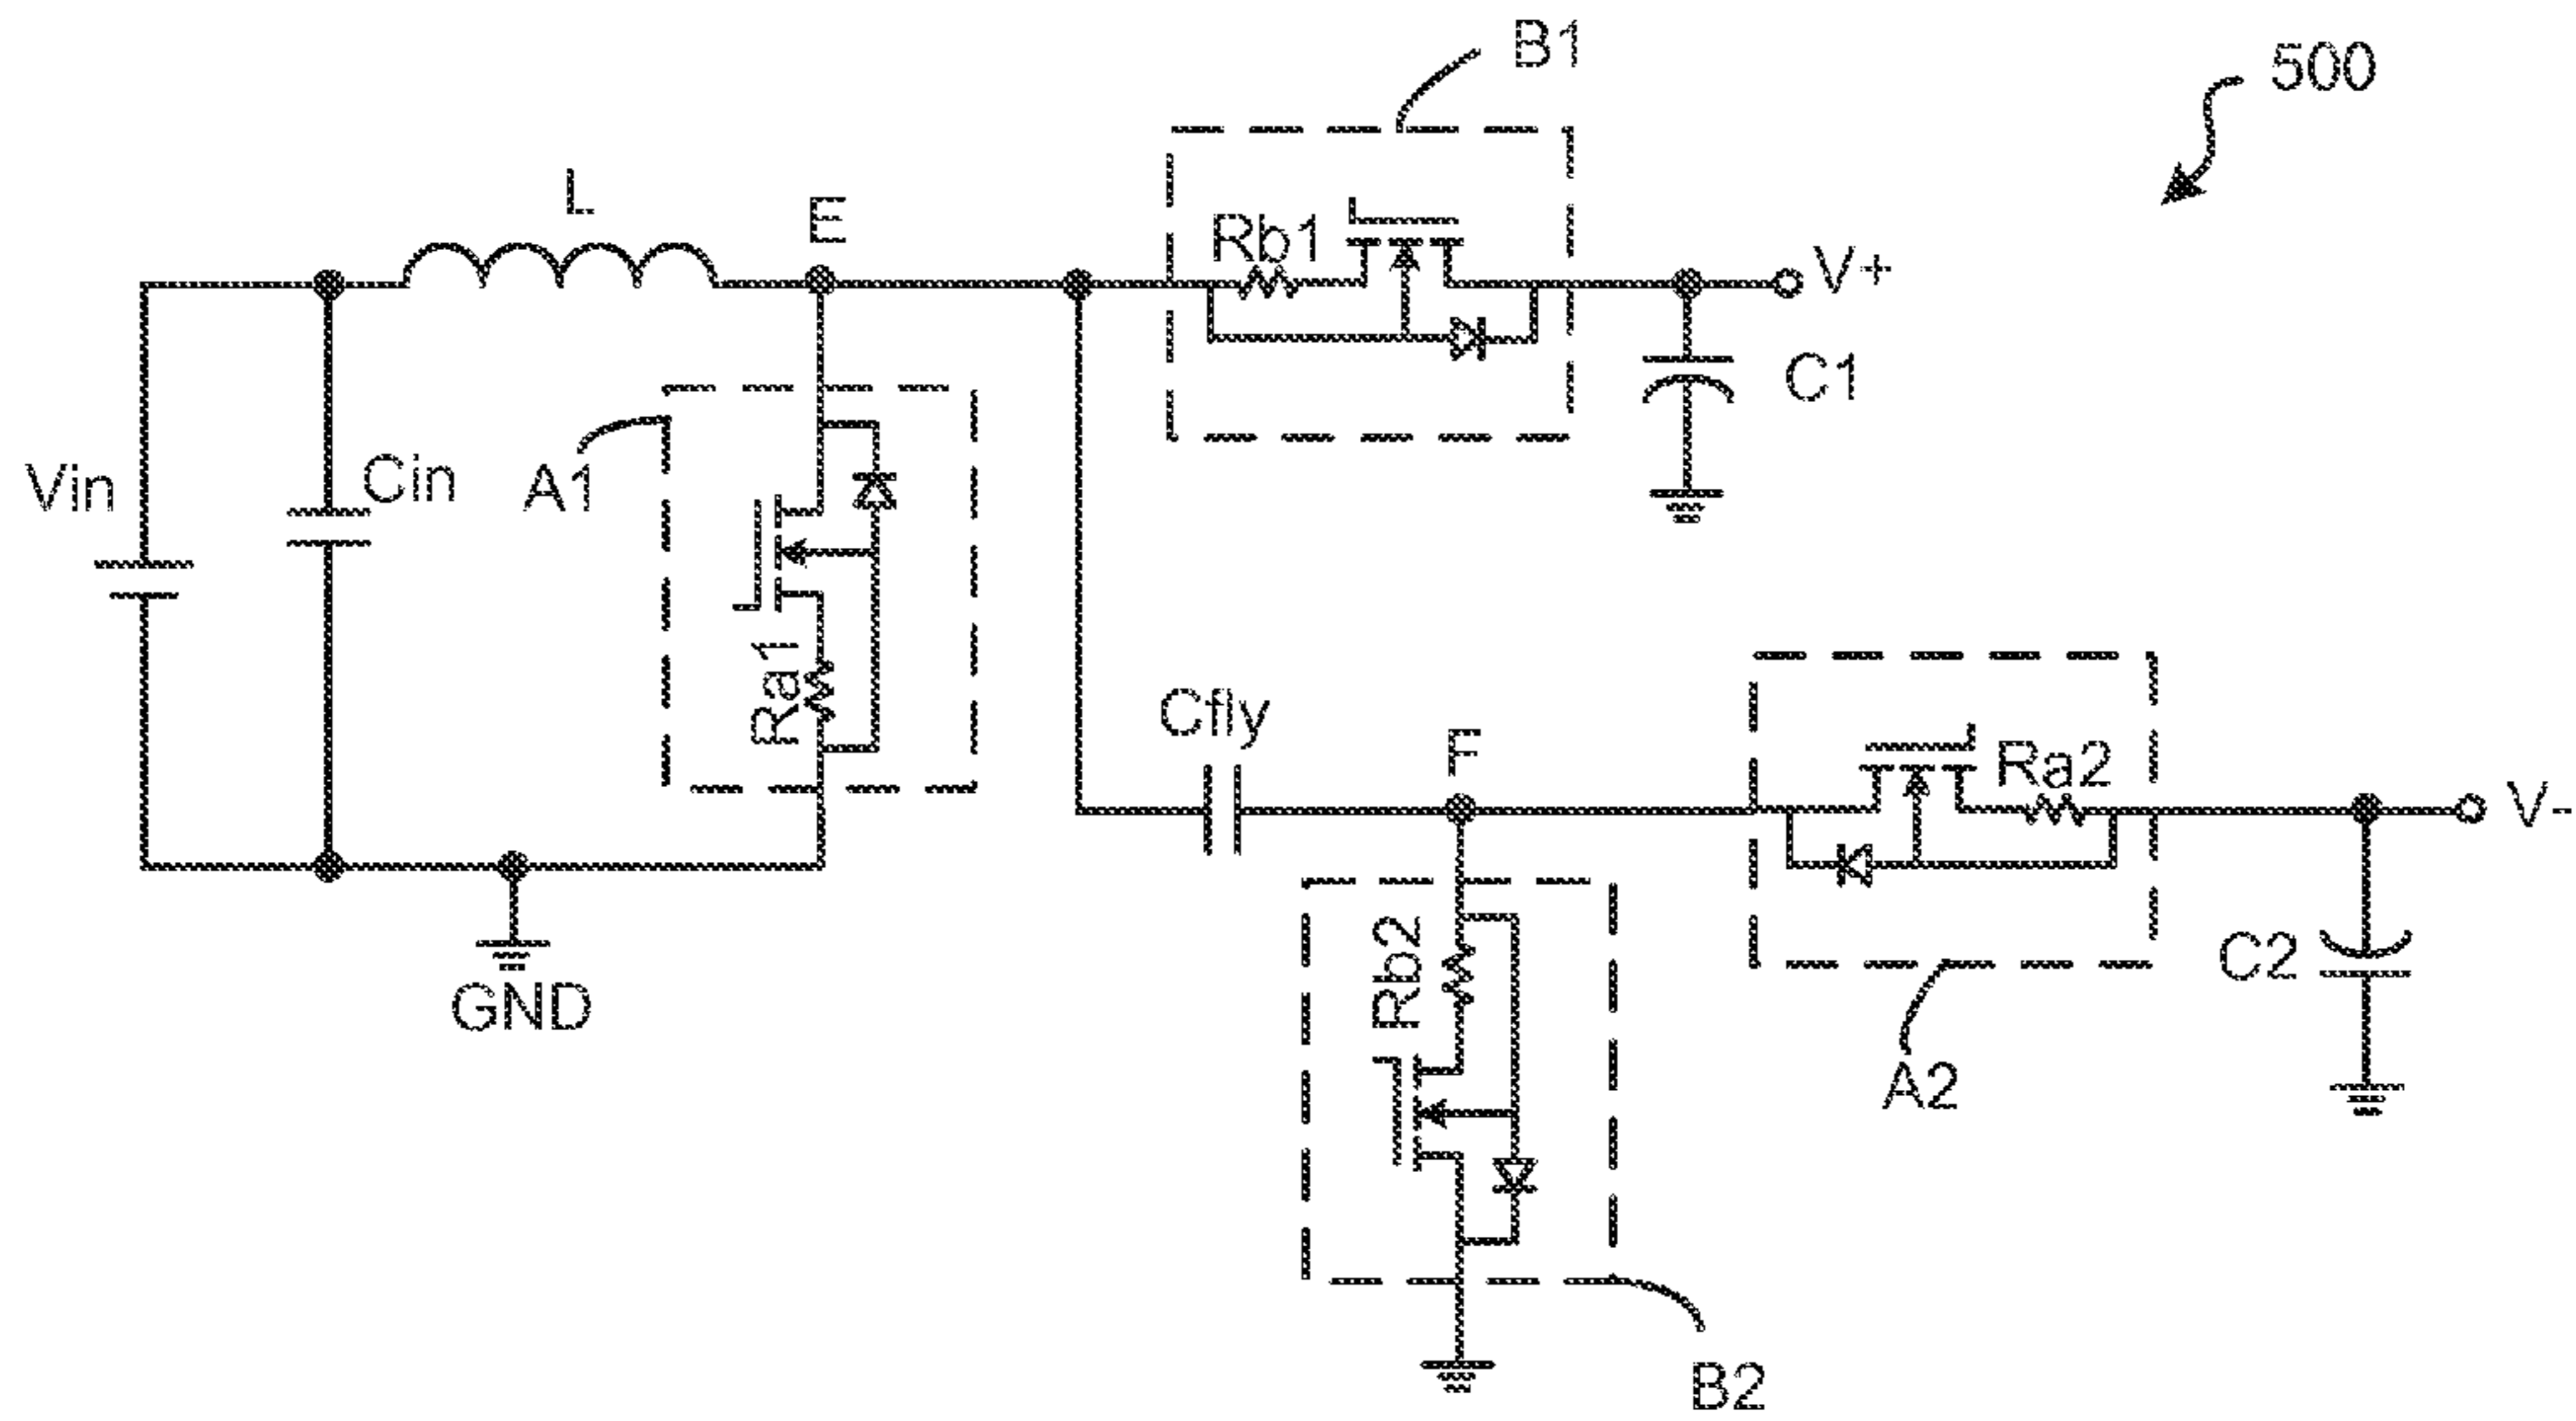 B1
500
L
E
Rb1
V+
C1
Vin
Cin
A1
Ra1
Cfly
F
Ra2
V-
Rb2
C2
GND
A2
B2